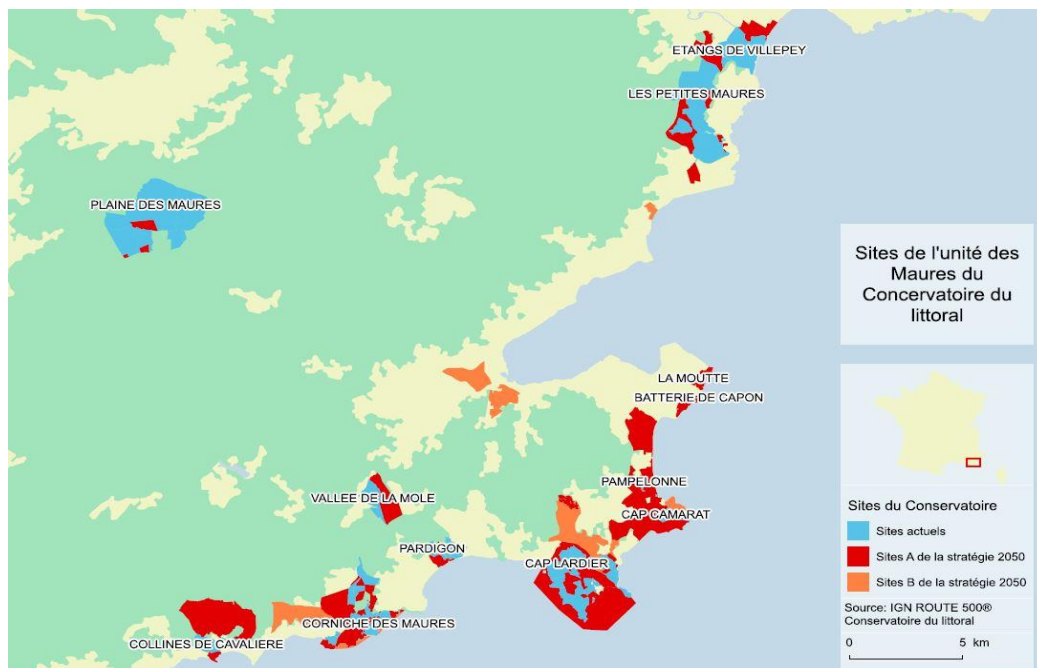 ETANGS DE VILLEPEY
LES PETITES MAURES
PLAINE DES MAURES
Sites de l'unité des
Maures du
Concervatoire du
littoral
LA MOUTTE
BATTERIE DE CAPON
PAMPELONNE
VALLEE DE LA MOLE
CAP CAMARAT
PARDIGON
CAP LARDIER
CORNICHE DES MAURES
COLLINES DE CAVALIERE
Sites du Conservatoire
Sites actuels
Sites A de la stratégie 2050
Sites B de la stratégie 2050
Source: IGN ROUTE 500®
Conservatoire du littoral
0 5 km